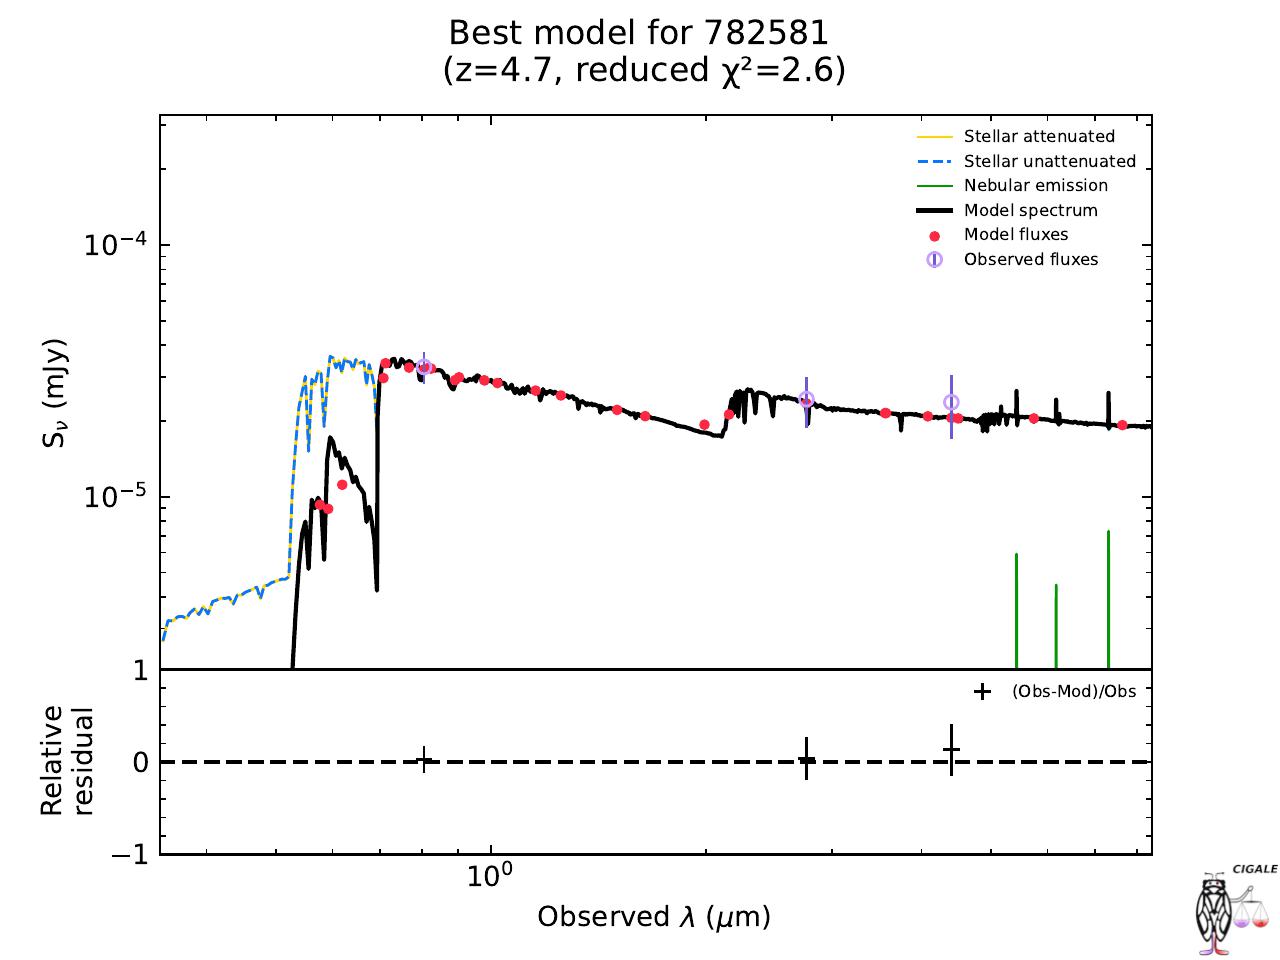 Best model for 782581
(z=4.7, reduced χ²=2.6)
Stellar attenuated
Stellar unattenuated
Nebular emission
Model spectrum
Model fluxes
Observed fluxes
10⁻⁴
10⁻⁵
S_ν (mJy)
1
0
−1
Relative
residual
(Obs-Mod)/Obs
10⁰
Observed λ (μm)
CIGALE